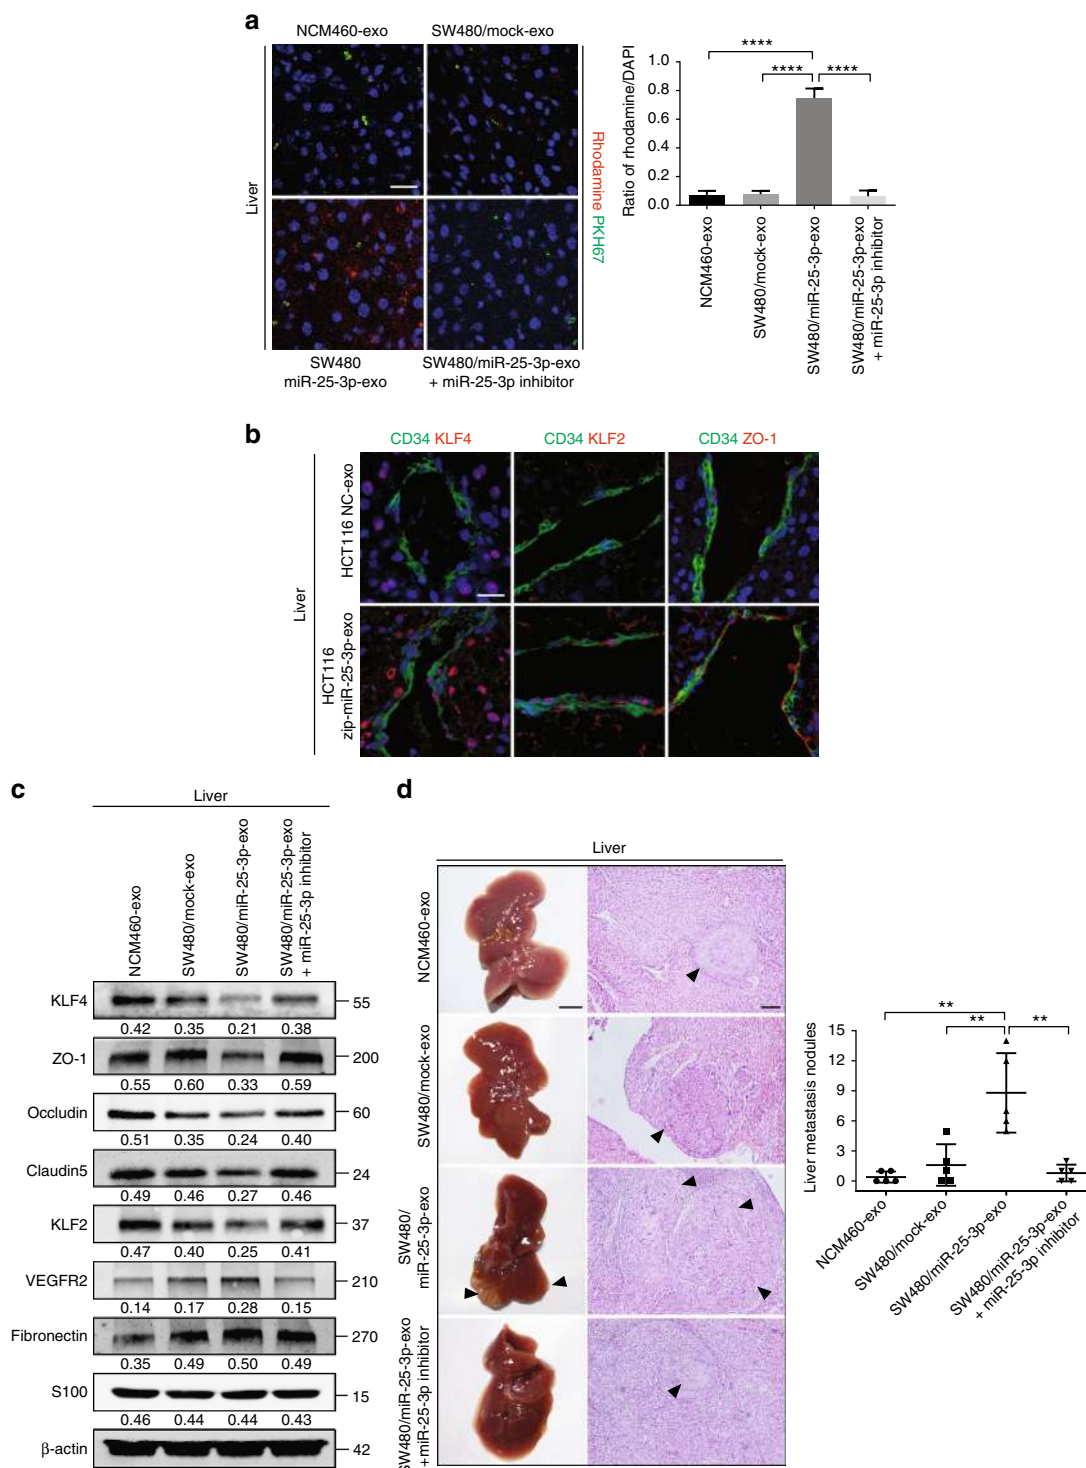 a
NCM460-exo
SW480/mock-exo
Liver
Rhodamine PKH67
SW480
miR-25-3p-exo
SW480/miR-25-3p-exo
+ miR-25-3p inhibitor
****
**** ****
Ratio of rhodamine/DAPI
1.0
0.8
0.6
0.4
0.2
0.0
NCM460-exo
SW480/mock-exo
SW480/miR-25-3p-exo
SW480/miR-25-3p-exo
+ miR-25-3p inhibitor
b
CD34 KLF4
CD34 KLF2
CD34 ZO-1
Liver
HCT116 NC-exo
HCT116
zip-miR-25-3p-exo
c
Liver
NCM460-exo
SW480/mock-exo
SW480/miR-25-3p-exo
SW480/miR-25-3p-exo
+ miR-25-3p inhibitor
KLF4 55
0.42 0.35 0.21 0.38
ZO-1 200
0.55 0.60 0.33 0.59
Occludin 60
0.51 0.35 0.24 0.40
Claudin5 24
0.49 0.46 0.27 0.46
KLF2 37
0.47 0.40 0.25 0.41
VEGFR2 210
0.14 0.17 0.28 0.15
Fibronectin 270
0.35 0.49 0.50 0.49
S100 15
0.46 0.44 0.44 0.43
β-actin 42
d
Liver
NCM460-exo
SW480/mock-exo
SW480/
miR-25-3p-exo
SW480/miR-25-3p-exo
+miR-25-3p inhibitor
**
** **
Liver metastasis nodules
15
12
9
6
3
0
NCM460-exo
SW480/mock-exo
SW480/miR-25-3p-exo
SW480/miR-25-3p-exo
+ miR-25-3p inhibitor